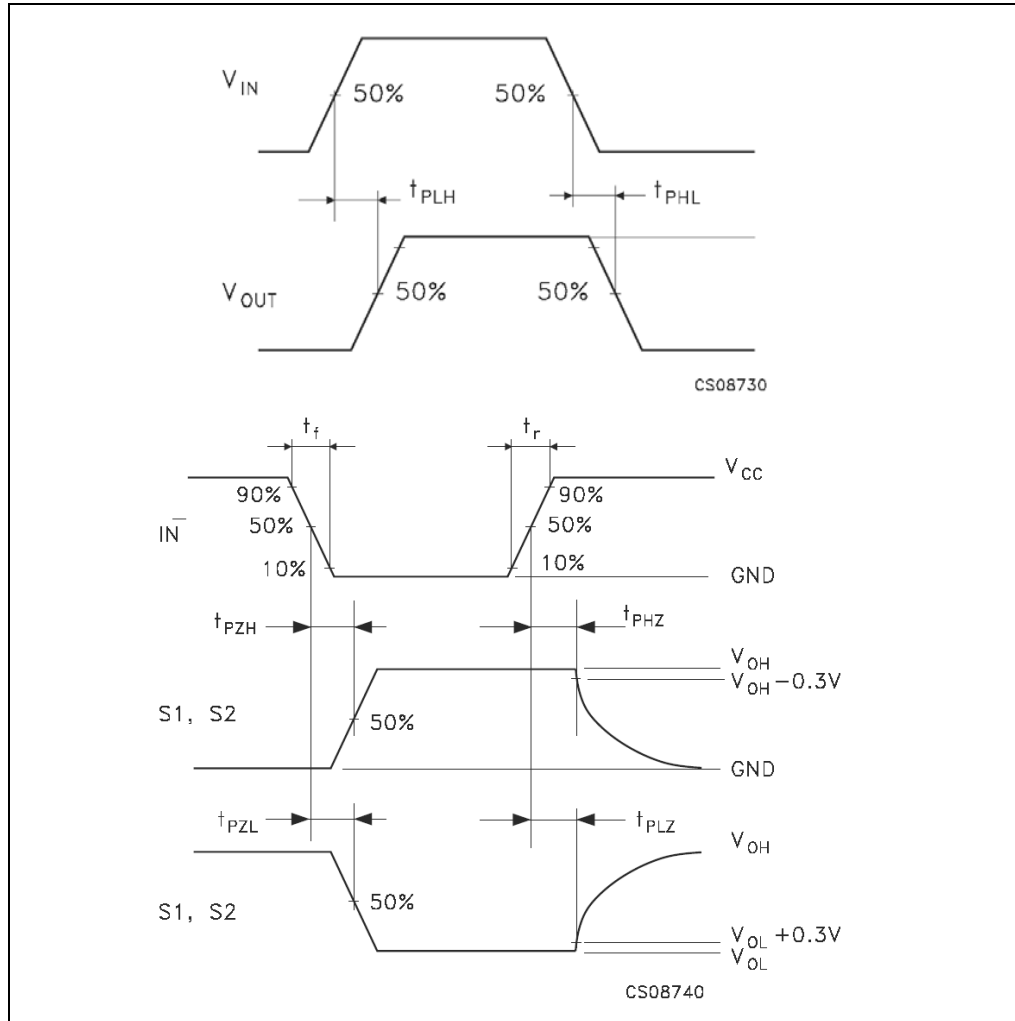 V_IN 50% 50%
t_PLH t_PHL
V_OUT 50% 50%
CS08730
t_f t_r
V_CC
90% 90%
IN‾ 50% 50%
10% 10%
GND
t_PZH t_PHZ
V_OH
V_OH −0.3V
S1, S2 50%
GND
t_PZL t_PLZ
V_OH
S1, S2 50%
V_OL +0.3V
V_OL
CS08740